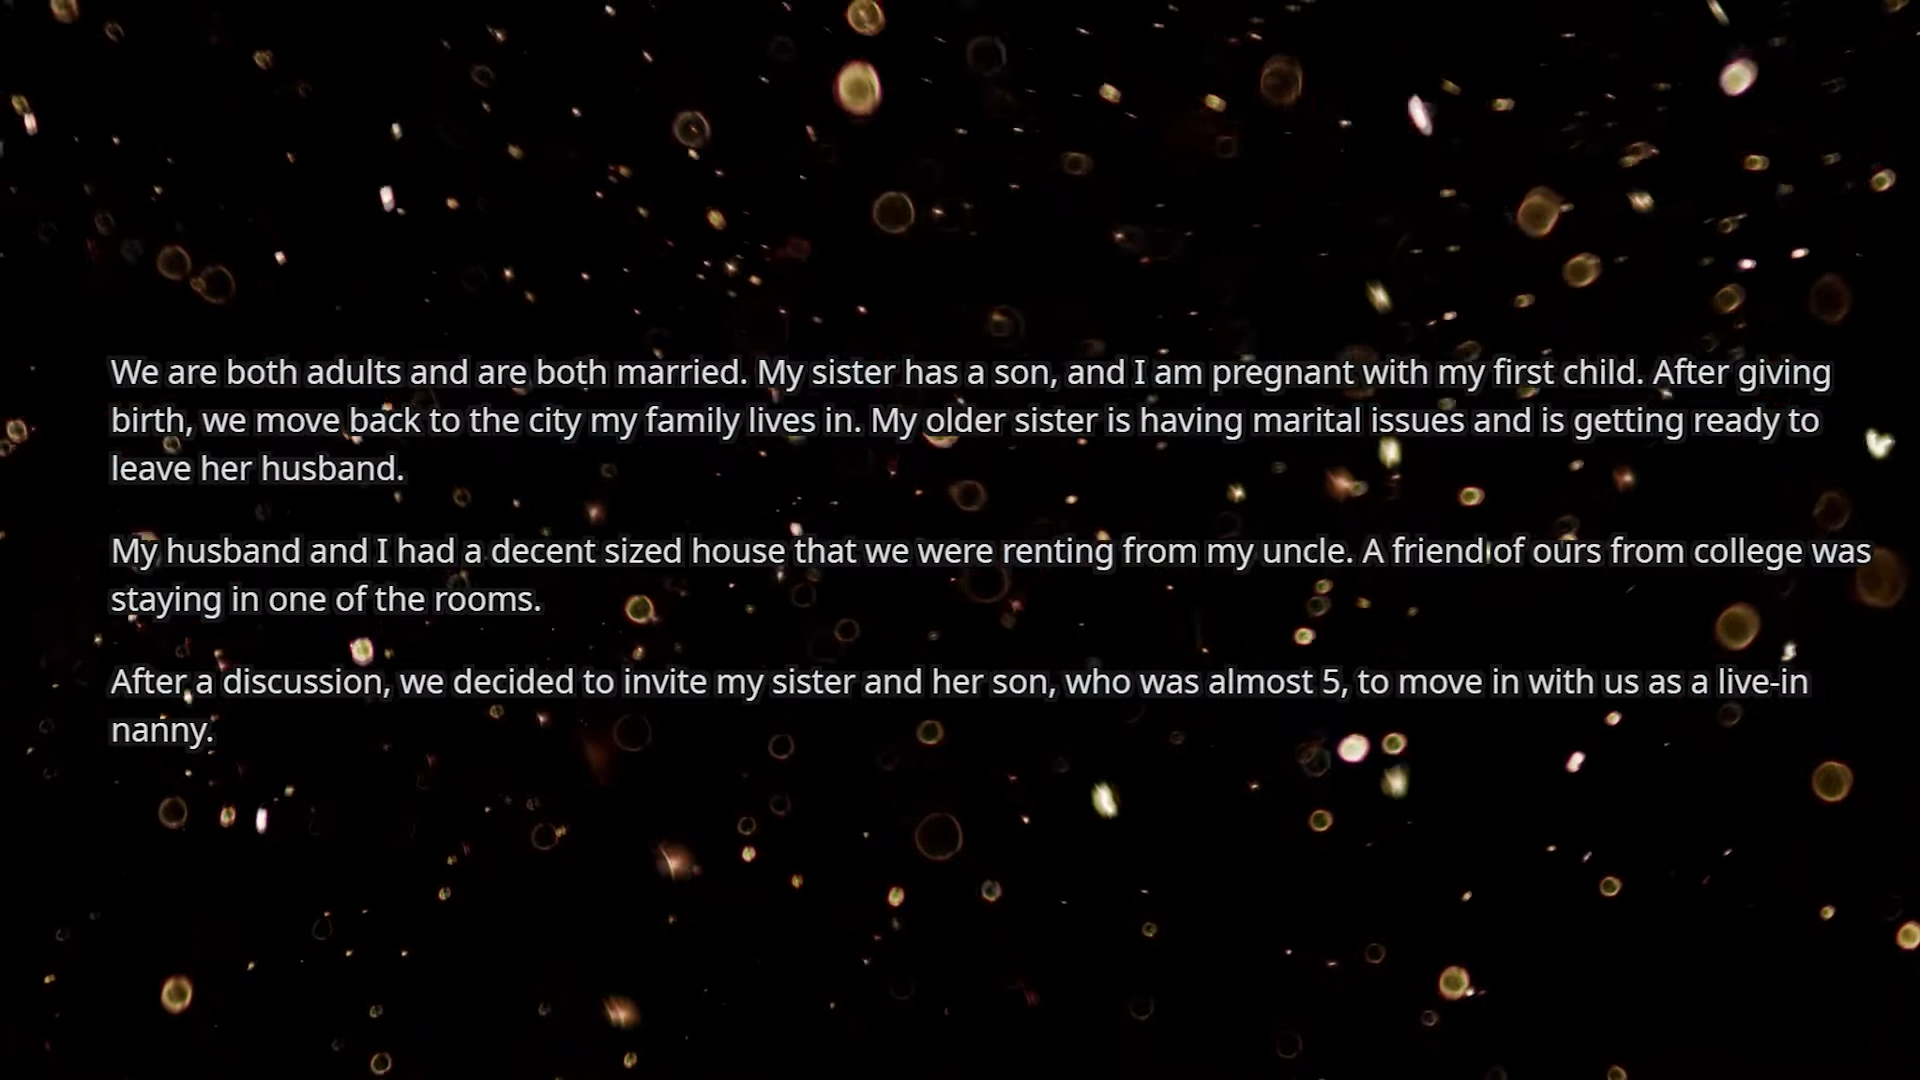 We are both adults and are both married. My sister has a son, and I am pregnant with my first child. After giving
birth, we move back to the city my family lives in. My older sister is having marital issues and is getting ready to
leave her husband.
My husband and I had a decent sized house that we were renting from my uncle. A friend of ours from college was
staying in one of the rooms.
After a discussion, we decided to invite my sister and her son, who was almost 5, to move in with us as a live-in
nanny.